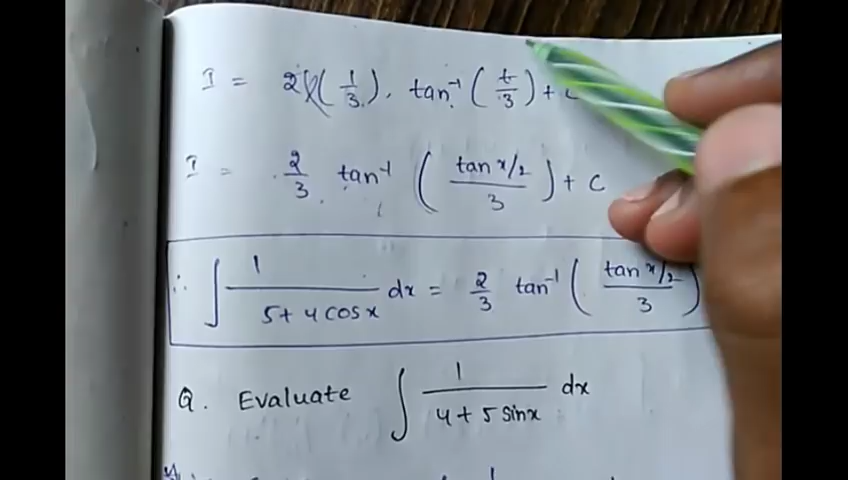 I = 2 (1/3). tan⁻¹ (t/3) + C
I = 2/3 tan⁻¹ (tan x/2 / 3) + C
∴ ∫ 1 / (5 + 4 cos x) dx = 2/3 tan⁻¹ (tan x/2 / 3)
Q. Evaluate ∫ 1 / (4 + 5 sin x) dx